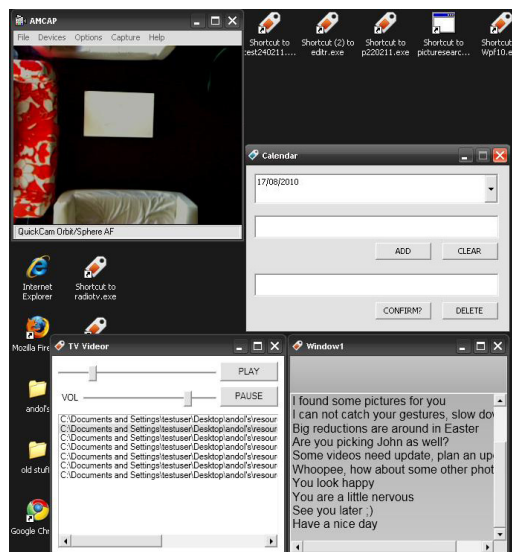 AMCAP
File Devices Options Capture Help
QuickCam Orbit/Sphere AF
Shortcut to
Shortcut (2) to
editr.exe
Shortcut to
p220211.exe
Shortcut to
picturesearc...
Shortcut
Wpf10.e
Calendar
17/08/2010
ADD CLEAR
CONFIRM? DELETE
Internet
Explorer
Shortcut to
radiotv.exe
Mozilla Fire
andol's
old stuff
Google Chr
TV Videor
PLAY
VOL
PAUSE
C:\Documents and Settings\testuser\Desktop\andol's\resour
C:\Documents and Settings\testuser\Desktop\andol's\resour
C:\Documents and Settings\testuser\Desktop\andol's\resour
C:\Documents and Settings\testuser\Desktop\andol's\resour
C:\Documents and Settings\testuser\Desktop\andol's\resour
C:\Documents and Settings\testuser\Desktop\andol's\resour
C:\Documents and Settings\testuser\Desktop\andol's\resour
Window1
I found some pictures for you
I can not catch your gestures, slow dov
Big reductions are around in Easter
Are you picking John as well?
Some videos need update, plan an up
Whoopee, how about some other phot
You look happy
You are a little nervous
See you later ;)
Have a nice day